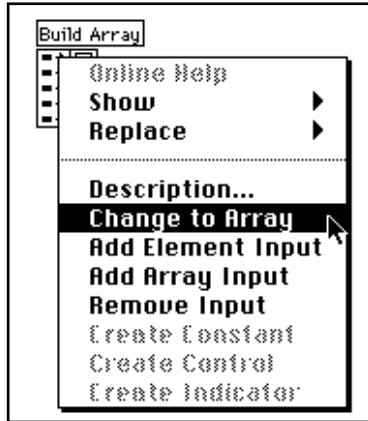 Build Array
Online Help
Show
Replace
Description...
Change to Array
Add Element Input
Add Array Input
Remove Input
Create Constant
Create Control
Create Indicator